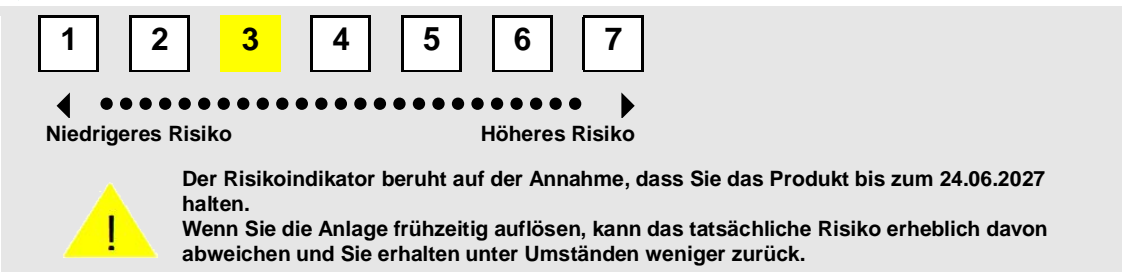 1 2 3 4 5 6 7
Niedrigeres Risiko Höheres Risiko
Der Risikoindikator beruht auf der Annahme, dass Sie das Produkt bis zum 24.06.2027
halten.
Wenn Sie die Anlage frühzeitig auflösen, kann das tatsächliche Risiko erheblich davon
abweichen und Sie erhalten unter Umständen weniger zurück.
!